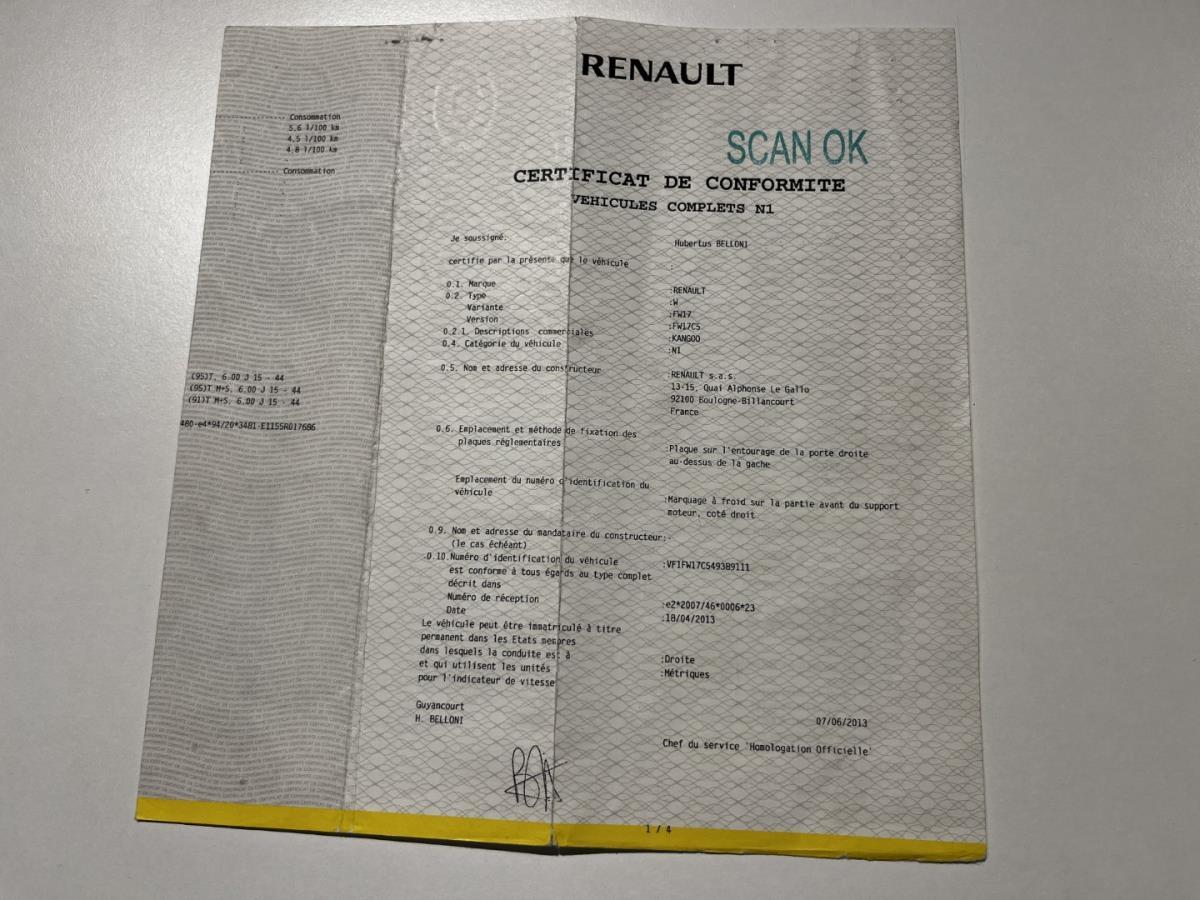 Consommation
5,6 l/100 km
4,5 l/100 km
4,8 l/100 km
Consommation
(95)T, 6.00 J 15 - 44
(95)T M+S, 6.00 J 15 - 44
(91)T M+S, 6.00 J 15 - 44
480-e4*94/20*3481-E1155R017686
RENAULT
SCAN OK
CERTIFICAT DE CONFORMITE
VEHICULES COMPLETS N1
Je soussigné. Hubertus BELLONI
certifie par la présente que le véhicule :
0.1. Marque :RENAULT
0.2. Type :W
Variante :FW17
Version :FW17C5
0.2.1. Descriptions commerciales :KANGOO
0.4. Catégorie du véhicule :N1
0.5. Nom et adresse du constructeur :RENAULT s.a.s.
13-15, Quai Alphonse Le Gallo
92100 Boulogne-Billancourt
France
0.6. Emplacement et méthode de fixation des
plaques réglementaires :Plaque sur l'entourage de la porte droite
au-dessus de la gache
Emplacement du numéro d'identification du
véhicule :Marquage à froid sur la partie avant du support
moteur, coté droit
0.9. Nom et adresse du mandataire du constructeur:-
(le cas échéant)
0.10.Numéro d'identification du véhicule :VF1FW17C549389111
est conforme à tous égards au type complet
décrit dans
Numéro de réception :e2*2007/46*0006*23
Date :18/04/2013
Le véhicule peut être immatriculé à titre
permanent dans les Etats membres
dans lesquels la conduite est à :Droite
et qui utilisent les unités :Métriques
pour l'indicateur de vitesse
Guyancourt 07/06/2013
H. BELLONI
Chef du service 'Homologation Officielle'
1 / 4